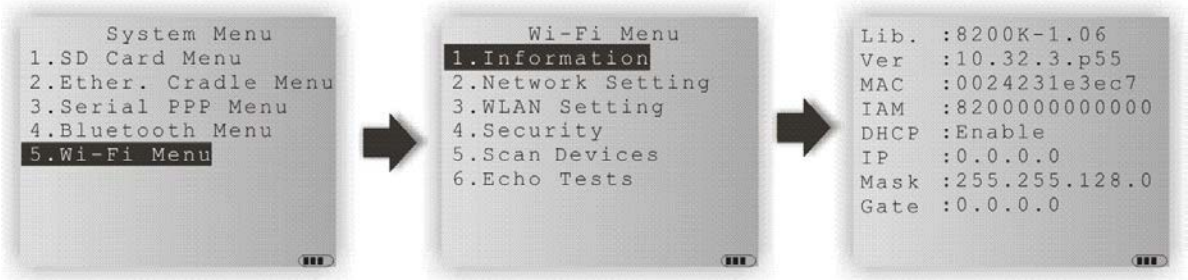 System Menu
1.SD Card Menu
2.Ether. Cradle Menu
3.Serial PPP Menu
4.Bluetooth Menu
5.Wi-Fi Menu
Wi-Fi Menu
1.Information
2.Network Setting
3.WLAN Setting
4.Security
5.Scan Devices
6.Echo Tests
Lib. :8200K-1.06
Ver :10.32.3.p55
MAC :0024231e3ec7
IAM :8200000000000
DHCP :Enable
IP :0.0.0.0
Mask :255.255.128.0
Gate :0.0.0.0